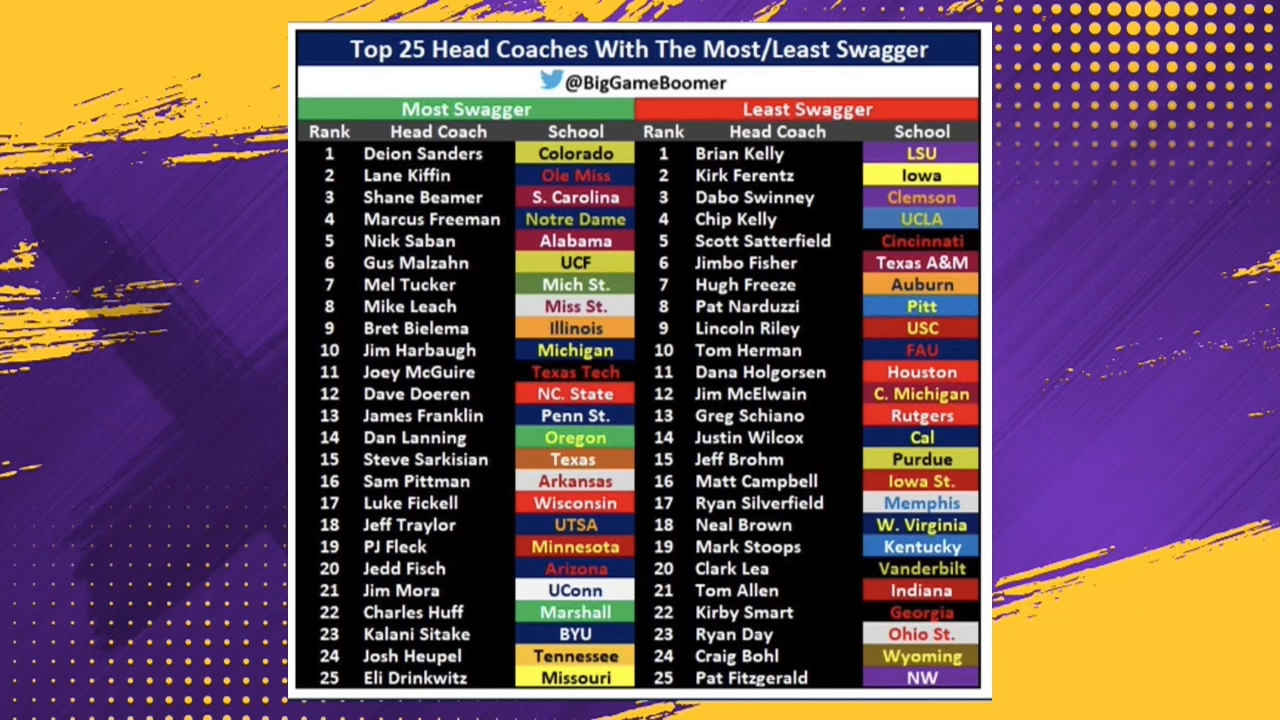 Top 25 Head Coaches With The Most/Least Swagger
@BigGameBoomer
Most Swagger Least Swagger
Rank Head Coach School Rank Head Coach School
1 Deion Sanders Colorado 1 Brian Kelly LSU
2 Lane Kiffin Ole Miss 2 Kirk Ferentz Iowa
3 Shane Beamer S. Carolina 3 Dabo Swinney Clemson
4 Marcus Freeman Notre Dame 4 Chip Kelly UCLA
5 Nick Saban Alabama 5 Scott Satterfield Cincinnati
6 Gus Malzahn UCF 6 Jimbo Fisher Texas A&M
7 Mel Tucker Mich St. 7 Hugh Freeze Auburn
8 Mike Leach Miss St. 8 Pat Narduzzi Pitt
9 Bret Bielema Illinois 9 Lincoln Riley USC
10 Jim Harbaugh Michigan 10 Tom Herman FAU
11 Joey McGuire Texas Tech 11 Dana Holgorsen Houston
12 Dave Doeren NC. State 12 Jim McElwain C. Michigan
13 James Franklin Penn St. 13 Greg Schiano Rutgers
14 Dan Lanning Oregon 14 Justin Wilcox Cal
15 Steve Sarkisian Texas 15 Jeff Brohm Purdue
16 Sam Pittman Arkansas 16 Matt Campbell Iowa St.
17 Luke Fickell Wisconsin 17 Ryan Silverfield Memphis
18 Jeff Traylor UTSA 18 Neal Brown W. Virginia
19 PJ Fleck Minnesota 19 Mark Stoops Kentucky
20 Jedd Fisch Arizona 20 Clark Lea Vanderbilt
21 Jim Mora UConn 21 Tom Allen Indiana
22 Charles Huff Marshall 22 Kirby Smart Georgia
23 Kalani Sitake BYU 23 Ryan Day Ohio St.
24 Josh Heupel Tennessee 24 Craig Bohl Wyoming
25 Eli Drinkwitz Missouri 25 Pat Fitzgerald NW